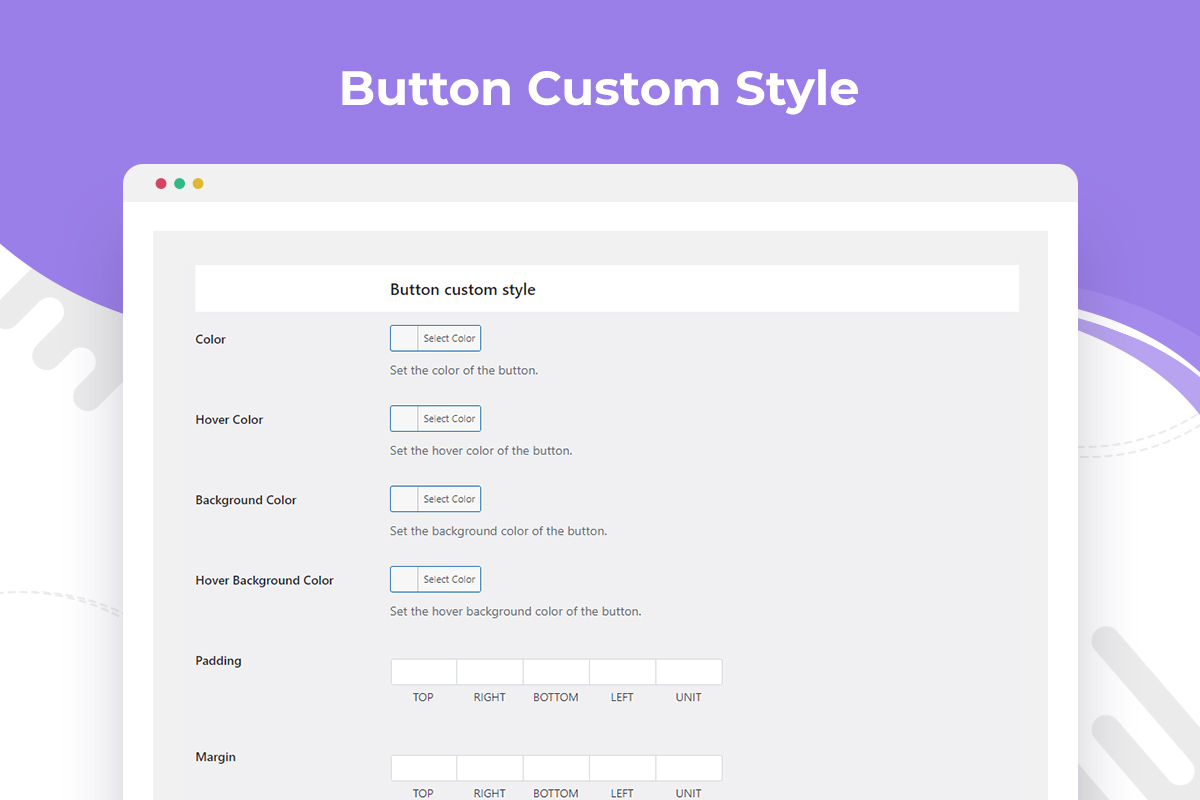 Button Custom Style
Button custom style
Color
Select Color
Set the color of the button.
Hover Color
Select Color
Set the hover color of the button.
Background Color
Select Color
Set the background color of the button.
Hover Background Color
Select Color
Set the hover background color of the button.
Padding
TOP RIGHT BOTTOM LEFT UNIT
Margin
TOP RIGHT BOTTOM LEFT UNIT